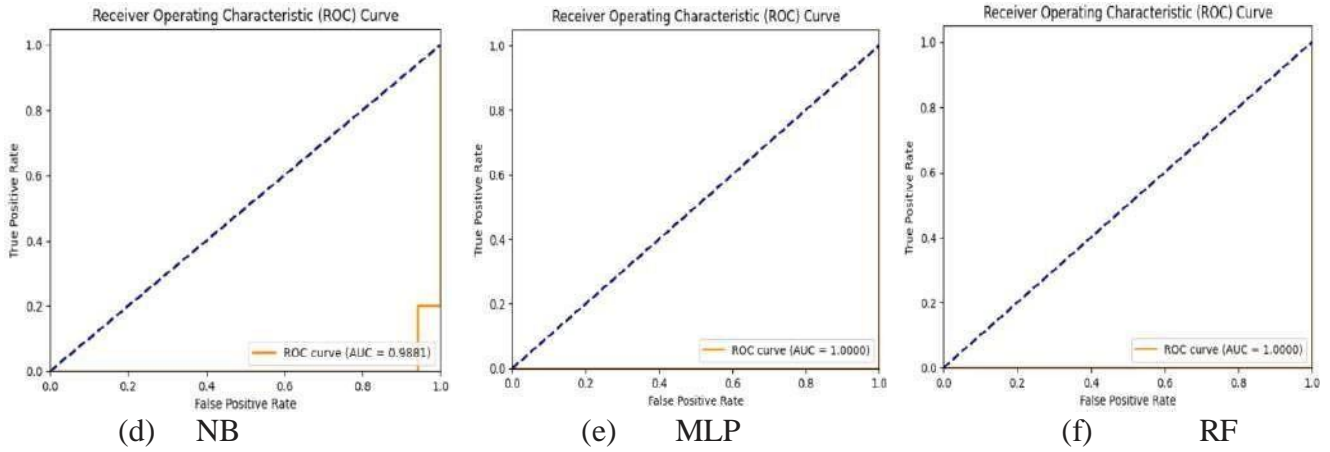 Receiver Operating Characteristic (ROC) Curve
True Positive Rate
1.0
0.8
0.6
0.4
0.2
0.0
ROC curve (AUC = 0.9881)
0.0 0.2 0.4 0.6 0.8 1.0
False Positive Rate
(d) NB
Receiver Operating Characteristic (ROC) Curve
True Positive Rate
1.0
0.8
0.6
0.4
0.2
0.0
ROC curve (AUC = 1.0000)
0.0 0.2 0.4 0.6 0.8 1.0
False Positive Rate
(e) MLP
Receiver Operating Characteristic (ROC) Curve
True Positive Rate
1.0
0.8
0.6
0.4
0.2
0.0
ROC curve (AUC = 1.0000)
0.0 0.2 0.4 0.6 0.8 1.0
False Positive Rate
(f) RF